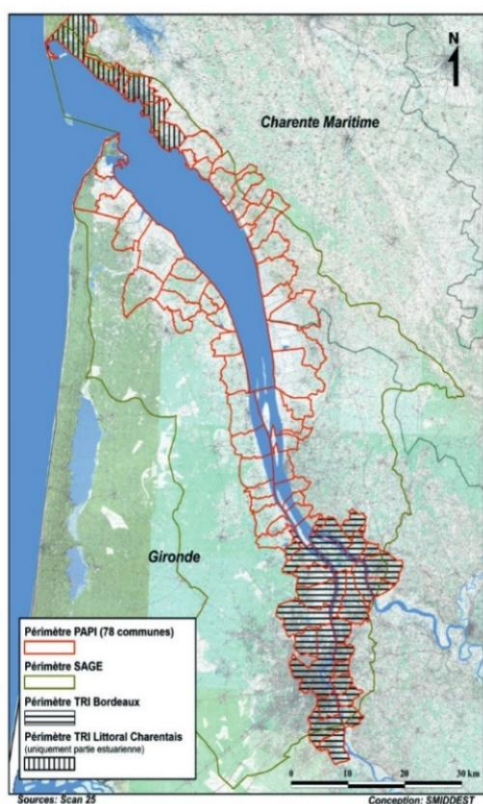 N
Charente Maritime
Gironde
Périmètre PAPI (78 communes)
Périmètre SAGE
Périmètre TRI Bordeaux
Périmètre TRI Littoral Charentais
(uniquement partie estuarienne)
0 10 20 30 km
Sources: Scan 25
Conception: SMIDDEST